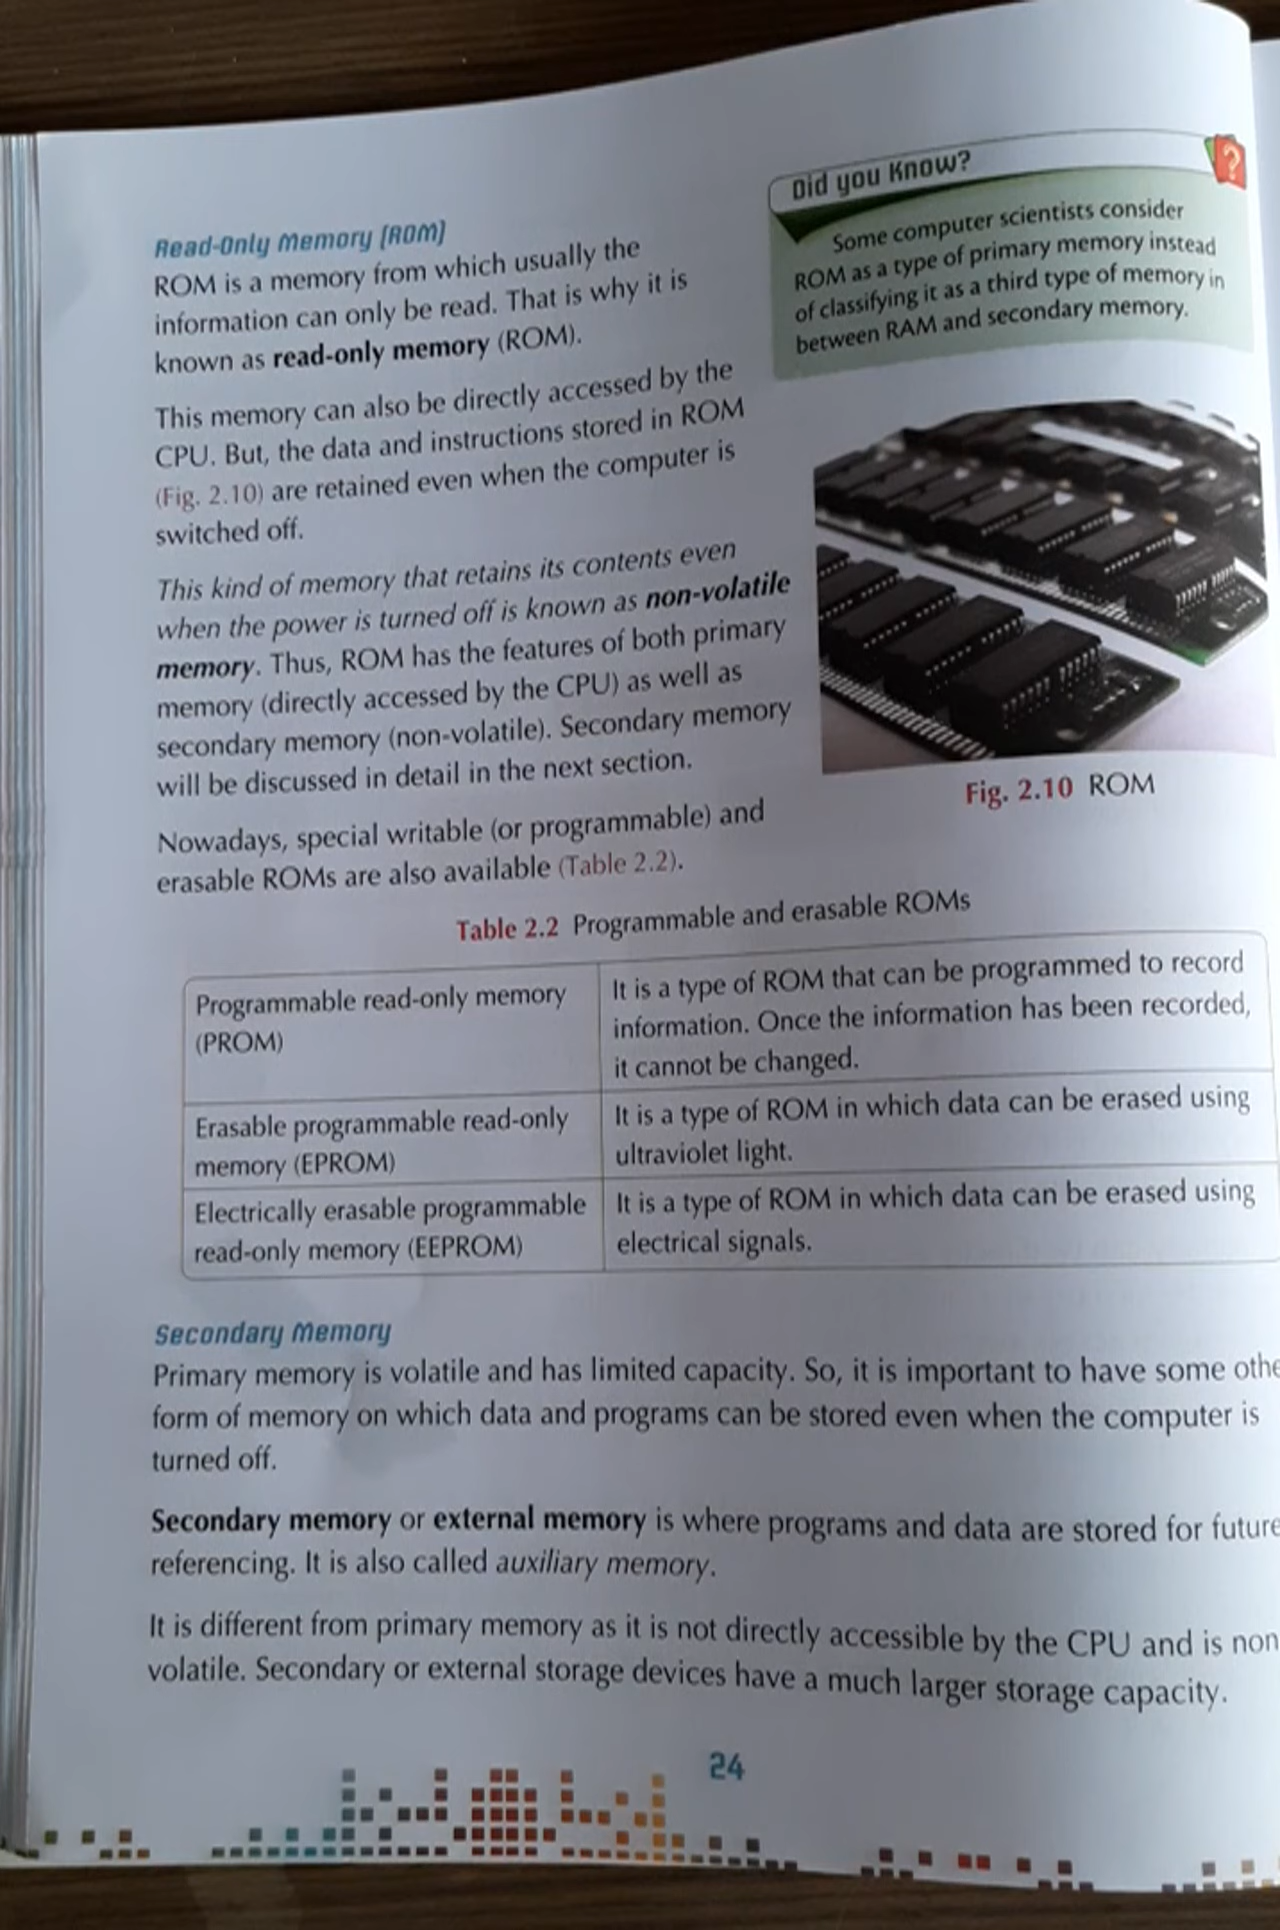 Read-Only Memory (ROM)
ROM is a memory from which usually the
information can only be read. That is why it is
known as read-only memory (ROM).
This memory can also be directly accessed by the
CPU. But, the data and instructions stored in ROM
(Fig. 2.10) are retained even when the computer is
switched off.
This kind of memory that retains its contents even
when the power is turned off is known as non-volatile
memory. Thus, ROM has the features of both primary
memory (directly accessed by the CPU) as well as
secondary memory (non-volatile). Secondary memory
will be discussed in detail in the next section.
Nowadays, special writable (or programmable) and
erasable ROMs are also available (Table 2.2).
Did you Know?
?
Some computer scientists consider
ROM as a type of primary memory instead
of classifying it as a third type of memory in
between RAM and secondary memory.
Fig. 2.10 ROM
Table 2.2 Programmable and erasable ROMs
Programmable read-only memory
(PROM)
It is a type of ROM that can be programmed to record
information. Once the information has been recorded,
it cannot be changed.
Erasable programmable read-only
memory (EPROM)
It is a type of ROM in which data can be erased using
ultraviolet light.
Electrically erasable programmable
read-only memory (EEPROM)
It is a type of ROM in which data can be erased using
electrical signals.
Secondary Memory
Primary memory is volatile and has limited capacity. So, it is important to have some othe
form of memory on which data and programs can be stored even when the computer is
turned off.
Secondary memory or external memory is where programs and data are stored for future
referencing. It is also called auxiliary memory.
It is different from primary memory as it is not directly accessible by the CPU and is non
volatile. Secondary or external storage devices have a much larger storage capacity.
24